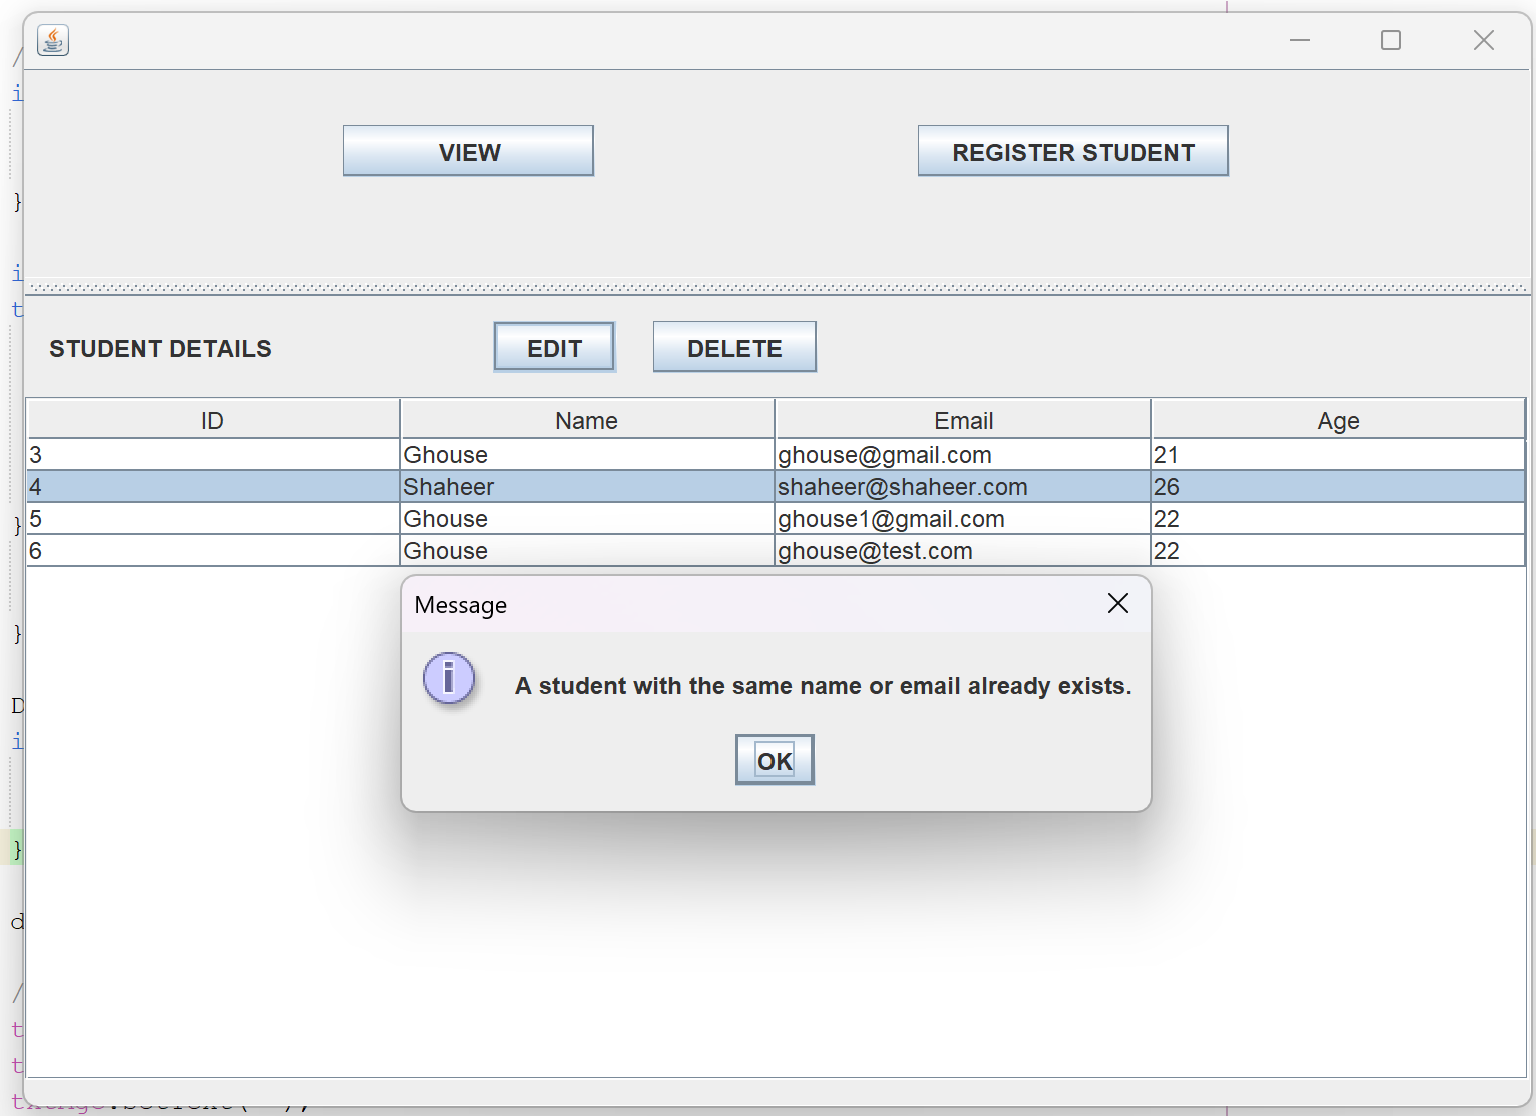 VIEW
REGISTER STUDENT
STUDENT DETAILS
EDIT
DELETE
ID Name Email Age
3 Ghouse ghouse@gmail.com 21
4 Shaheer shaheer@shaheer.com 26
5 Ghouse ghouse1@gmail.com 22
6 Ghouse ghouse@test.com 22
Message
A student with the same name or email already exists.
OK